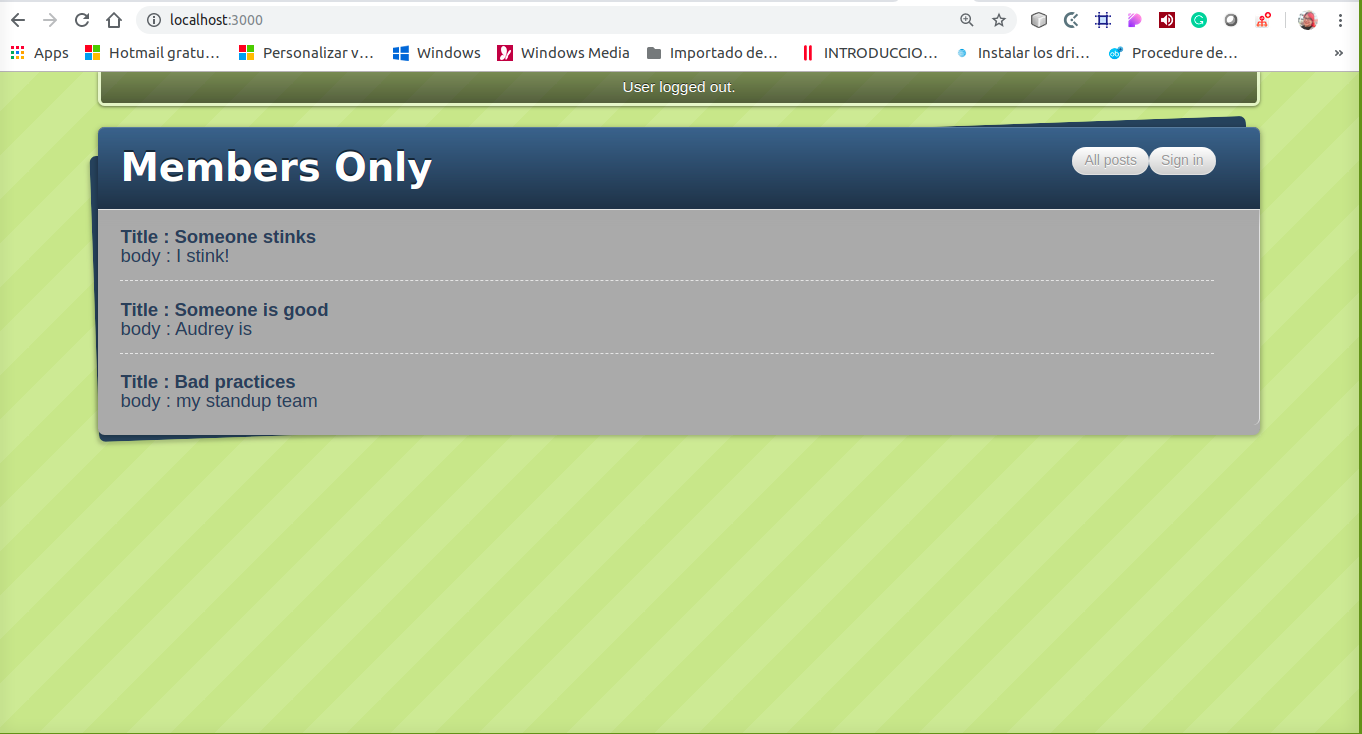 localhost:3000
Apps Hotmail gratu... Personalizar v... Windows Windows Media Importado de... INTRODUCCIO... Instalar los dri... Procedure de... »
User logged out.
Members Only
All posts Sign in
Title : Someone stinks
body : I stink!
Title : Someone is good
body : Audrey is
Title : Bad practices
body : my standup team